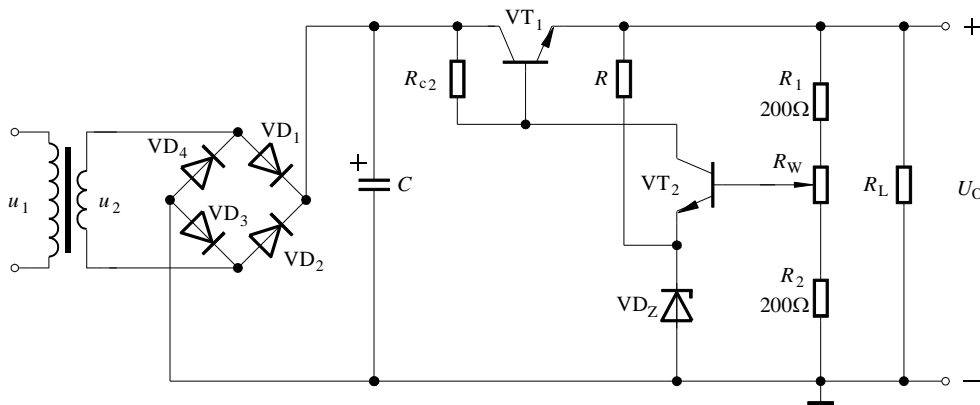 VT1
Rc2
R
R1
200Ω
VD4
VD1
RW
u1
u2
C
VT2
RL
UO
VD3
VD2
R2
200Ω
VDZ